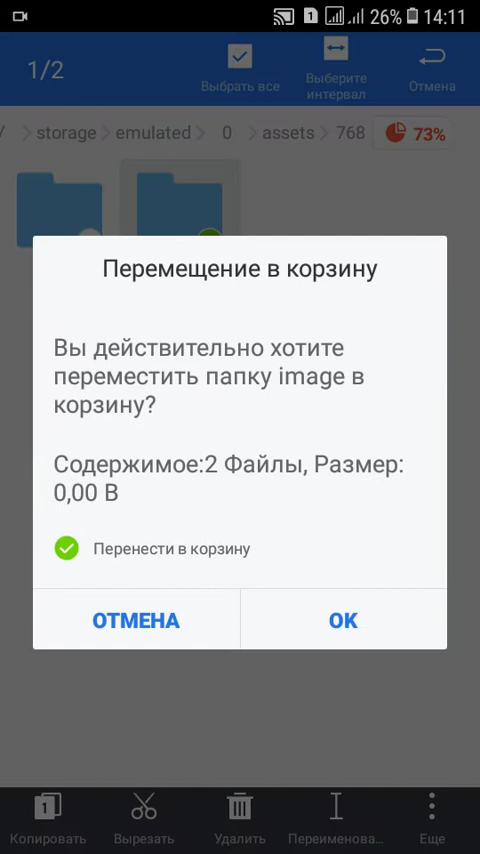 1 26% 14:11
1/2
Выбрать все
Выберите
интервал
Отмена
/ storage emulated 0 assets 768 73%
Перемещение в корзину
Вы действительно хотите
переместить папку image в
корзину?
Содержимое:2 Файлы, Размер:
0,00 B
Перенести в корзину
ОТМЕНА
OK
1
Копировать
Вырезать
Удалить
Переименова...
Еще